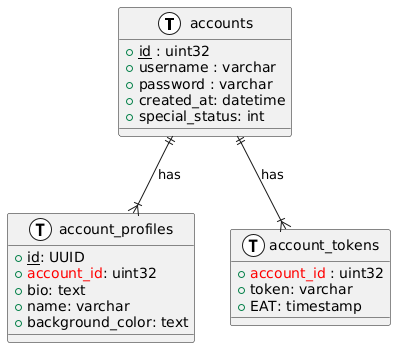 T accounts
id : uint32
username : varchar
password : varchar
created_at: datetime
special_status: int
has
has
T account_profiles
id: UUID
account_id: uint32
bio: text
name: varchar
background_color: text
T account_tokens
account_id : uint32
token: varchar
EAT: timestamp